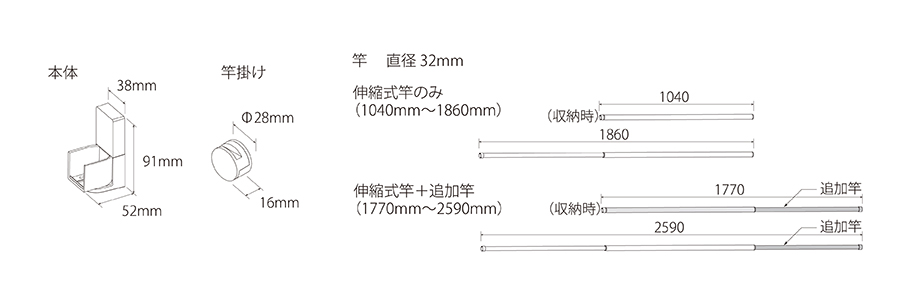 本体
38mm
91mm
52mm
竿掛け
Φ28mm
16mm
竿 直径 32mm
伸縮式竿のみ
（1040mm〜1860mm）
1040
（収納時）
1860
伸縮式竿＋追加竿
（1770mm〜2590mm）
1770
追加竿
（収納時）
2590
追加竿